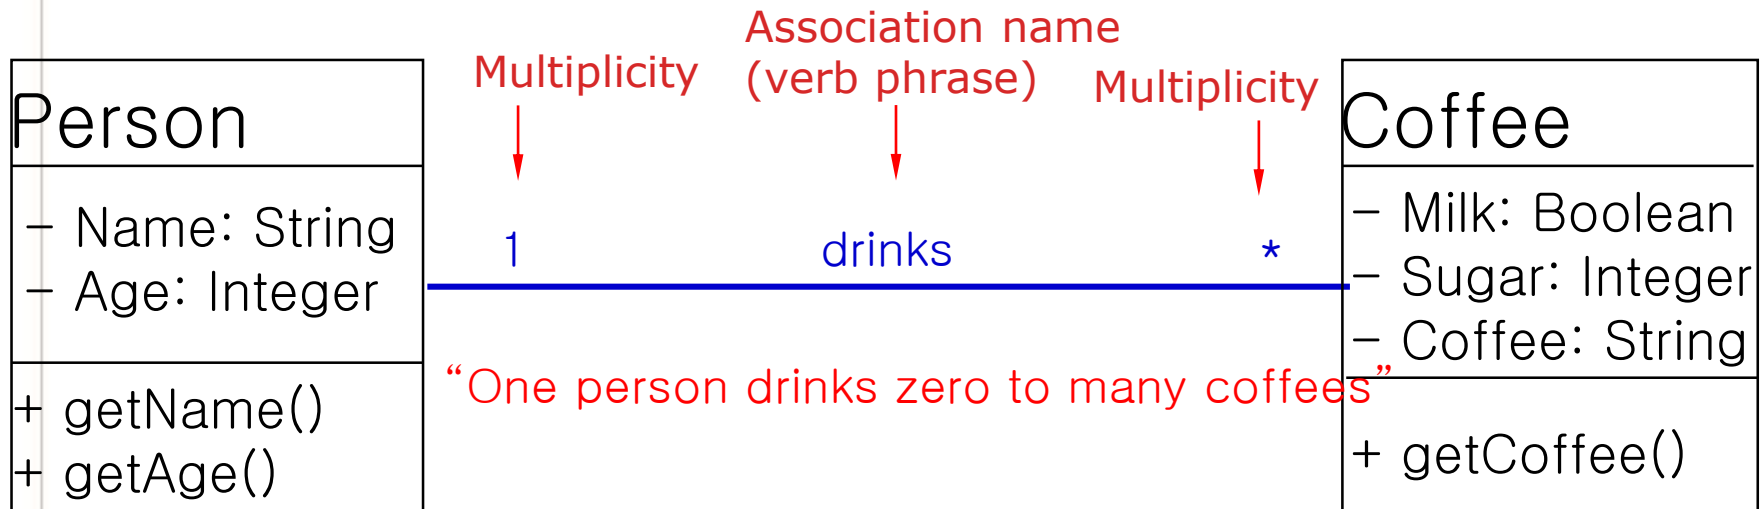 Person
- Name: String
- Age: Integer
+ getName()
+ getAge()
Multiplicity
Association name
(verb phrase)
Multiplicity
1
drinks
*
“One person drinks zero to many coffees”
Coffee
- Milk: Boolean
- Sugar: Integer
- Coffee: String
+ getCoffee()